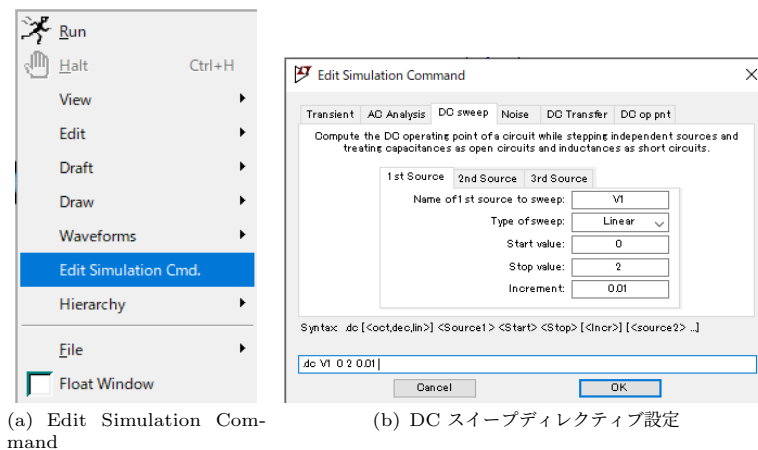 Run
Halt Ctrl+H
View
Edit
Draft
Draw
Waveforms
Edit Simulation Cmd.
Hierarchy
File
Float Window
(a) Edit Simulation Com-
mand
Edit Simulation Command
Transient AC Analysis DC sweep Noise DC Transfer DC op pnt
Compute the DC operating point of a circuit while stepping independent sources and
treating capacitances as open circuits and inductances as short circuits.
1st Source 2nd Source 3rd Source
Name of 1st source to sweep: V1
Type of sweep: Linear
Start value: 0
Stop value: 2
Increment: 0.01
Syntax: .dc [<oct,dec,lin>] <Source1> <Start> <Stop> [<Incr>] [<source2> ...]
.dc V1 0 2 0.01
Cancel OK
(b) DC スイープディレクティブ設定